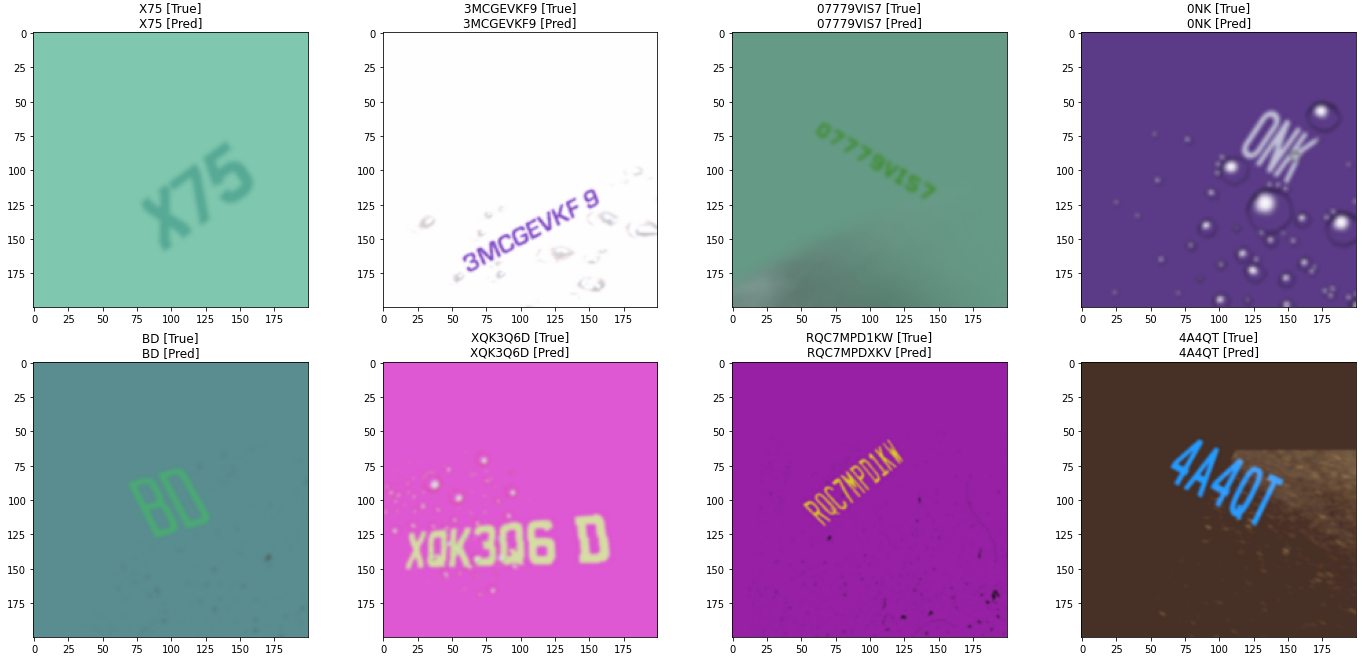 X75 [True] 3MCGEVKF9 [True] 07779VIS7 [True] 0NK [True]
X75 [Pred] 3MCGEVKF9 [Pred] 07779VIS7 [Pred] 0NK [Pred]
0 0 0 0
25 25 25 25
50 50 50 50
75 75 75 75
100 100 100 100
125 125 125 125
150 150 150 150
175 175 175 175
X75 3MCGEVKF 9 07779VIS7 0NK
0 25 50 75 100 125 150 175 0 25 50 75 100 125 150 175 0 25 50 75 100 125 150 175 0 25 50 75 100 125 150 175
BD [True] XQK3Q6D [True] RQC7MPD1KW [True] 4A4QT [True]
BD [Pred] XQK3Q6D [Pred] RQC7MPDXKV [Pred] 4A4QT [Pred]
0 0 0 0
25 25 25 25
50 50 50 50
75 75 75 75
100 100 100 100
125 125 125 125
150 150 150 150
175 175 175 175
BD XQK3Q6 D RQC7MPD1KW 4A4QT
0 25 50 75 100 125 150 175 0 25 50 75 100 125 150 175 0 25 50 75 100 125 150 175 0 25 50 75 100 125 150 175